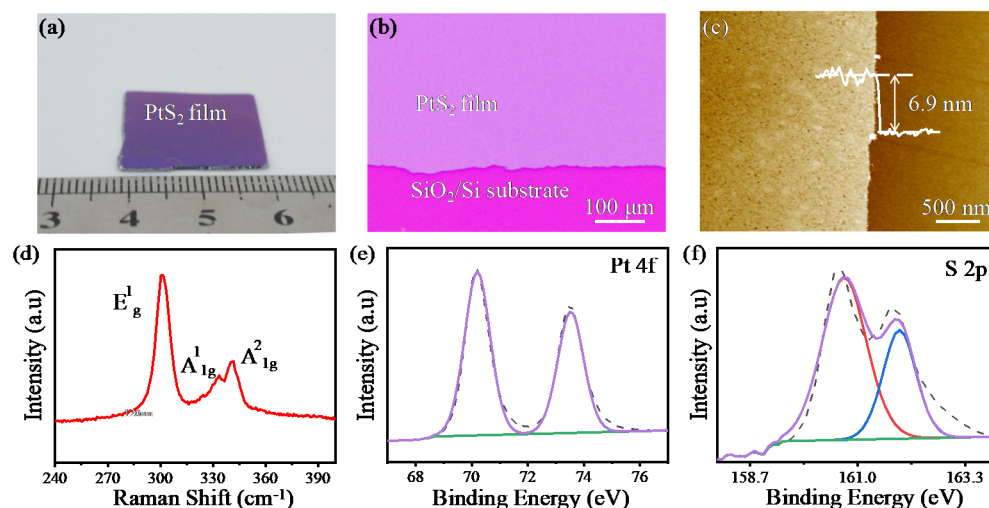 (a)
PtS₂ film
3 4 5 6
(b)
PtS₂ film
SiO₂/Si substrate
100 μm
(c)
6.9 nm
500 nm
(d)
E¹g
A¹1g
A²1g
Intensity (a.u)
240 270 300 330 360 390
Raman Shift (cm⁻¹)
(e)
Pt 4f
Intensity (a.u)
68 70 72 74 76
Binding Energy (eV)
(f)
S 2p
Intensity (a.u)
158.7 161.0 163.3
Binding Energy (eV)